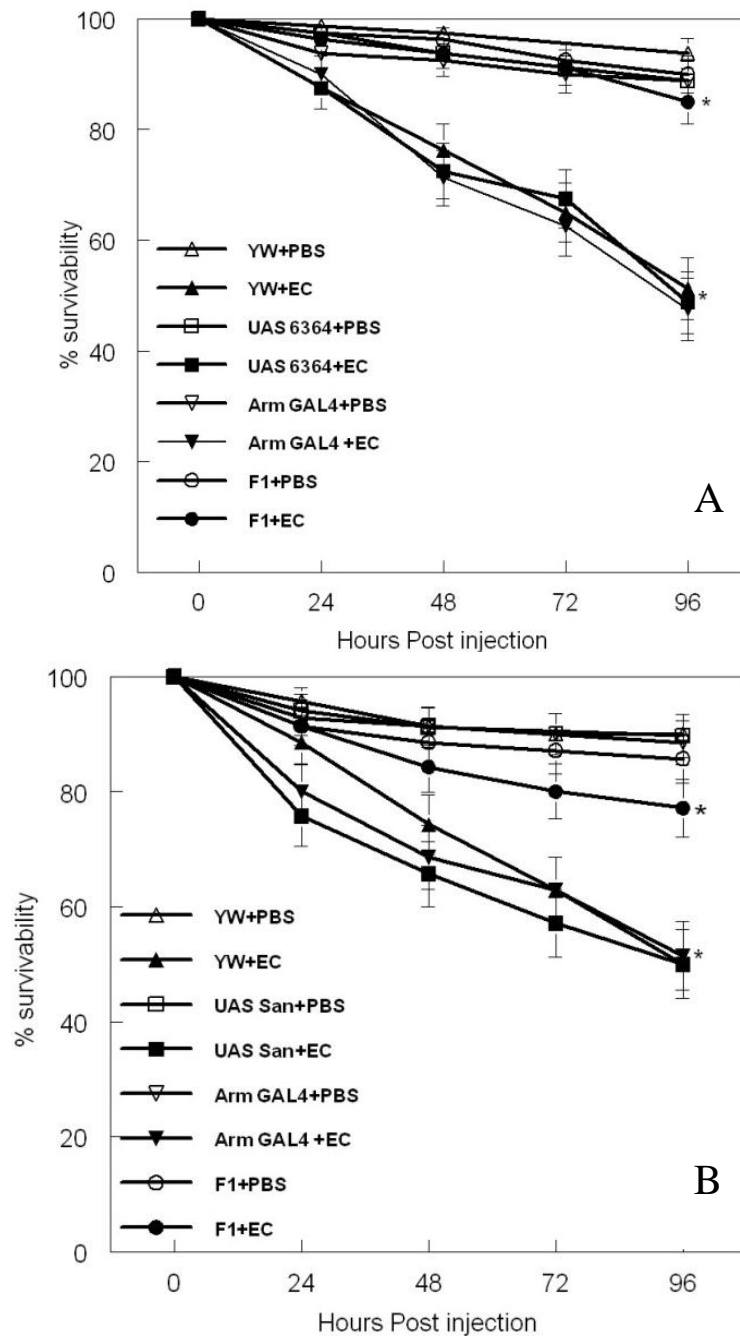 100
80
60
40
20
0
% survivability
YW+PBS
YW+EC
UAS 6364+PBS
UAS 6364+EC
Arm GAL4+PBS
Arm GAL4 +EC
F1+PBS
F1+EC
*
*
A
0 24 48 72 96
Hours Post injection
100
80
60
40
20
0
% survivability
YW+PBS
YW+EC
UAS San+PBS
UAS San+EC
Arm GAL4+PBS
Arm GAL4 +EC
F1+PBS
F1+EC
*
*
B
0 24 48 72 96
Hours Post injection